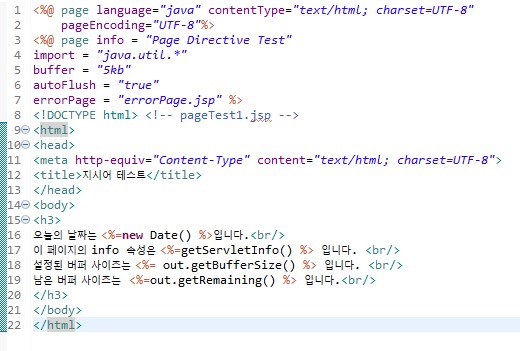 1 <%@ page language="java" contentType="text/html; charset=UTF-8"
2 pageEncoding="UTF-8"%>
3 <%@ page info = "Page Directive Test"
4 import = "java.util.*"
5 buffer = "5kb"
6 autoFlush = "true"
7 errorPage = "errorPage.jsp" %>
8 <!DOCTYPE html> <!-- pageTest1.jsp -->
9 <html>
10 <head>
11 <meta http-equiv="Content-Type" content="text/html; charset=UTF-8">
12 <title>지시어 테스트</title>
13 </head>
14 <body>
15 <h3>
16 오늘의 날짜는 <%=new Date() %>입니다.<br/>
17 이 페이지의 info 속성은 <%=getServletInfo() %> 입니다. <br/>
18 설정된 버퍼 사이즈는 <%= out.getBufferSize() %> 입니다. <br/>
19 남은 버퍼 사이즈는 <%=out.getRemaining() %> 입니다.<br/>
20 </h3>
21 </body>
22 </html>